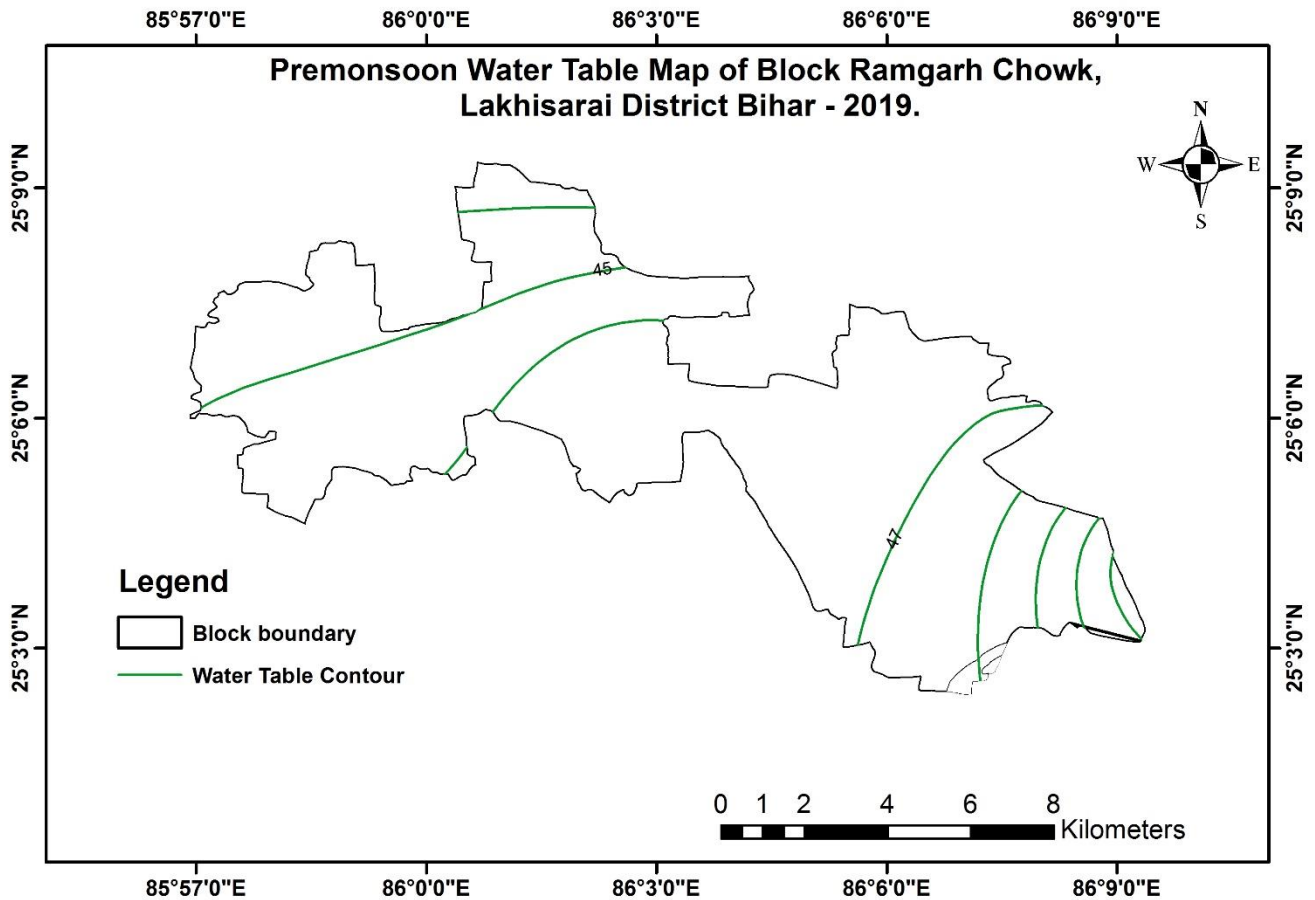 85°57'0"E 86°0'0"E 86°3'0"E 86°6'0"E 86°9'0"E
Premonsoon Water Table Map of Block Ramgarh Chowk,
Lakhisarai District Bihar - 2019.
N
W E
S
25°9'0"N 25°9'0"N
45
25°6'0"N 25°6'0"N
47
Legend
Block boundary
Water Table Contour
25°3'0"N 25°3'0"N
0 1 2 4 6 8
Kilometers
85°57'0"E 86°0'0"E 86°3'0"E 86°6'0"E 86°9'0"E